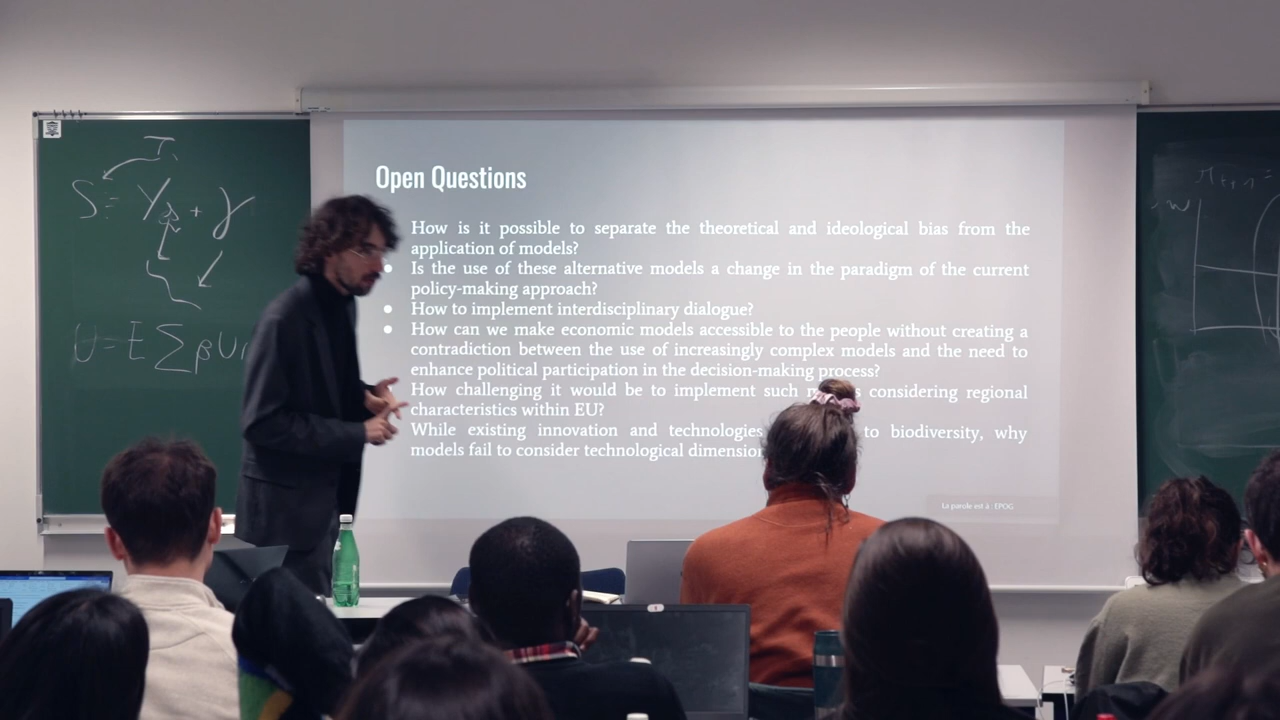 Open Questions
How is it possible to separate the theoretical and ideological bias from the
application of models?
Is the use of these alternative models a change in the paradigm of the current
policy-making approach?
How to implement interdisciplinary dialogue?
How can we make economic models accessible to the people without creating a
contradiction between the use of increasingly complex models and the need to
enhance political participation in the decision-making process?
How challenging it would be to implement such considering regional
characteristics within EU?
While existing innovation and technologies to biodiversity, why
models fail to consider technological
La parole est à : EPOG
U=E∑β